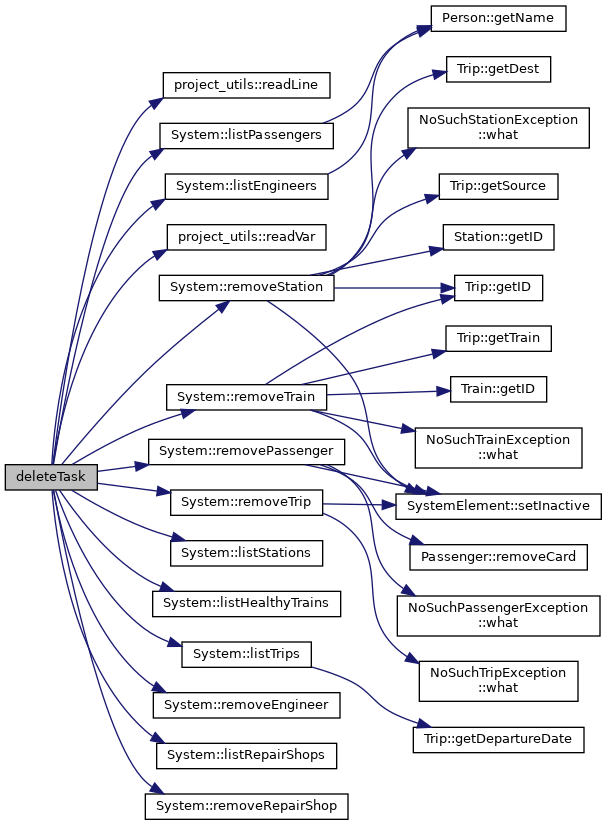 deleteTask
project_utils::readLine
System::listPassengers
System::listEngineers
project_utils::readVar
System::removeStation
System::removeTrain
System::removePassenger
System::removeTrip
System::listStations
System::listHealthyTrains
System::listTrips
System::removeEngineer
System::listRepairShops
System::removeRepairShop
Person::getName
Trip::getDest
NoSuchStationException
::what
Trip::getSource
Station::getID
Trip::getID
Trip::getTrain
Train::getID
NoSuchTrainException
::what
SystemElement::setInactive
Passenger::removeCard
NoSuchPassengerException
::what
NoSuchTripException
::what
Trip::getDepartureDate